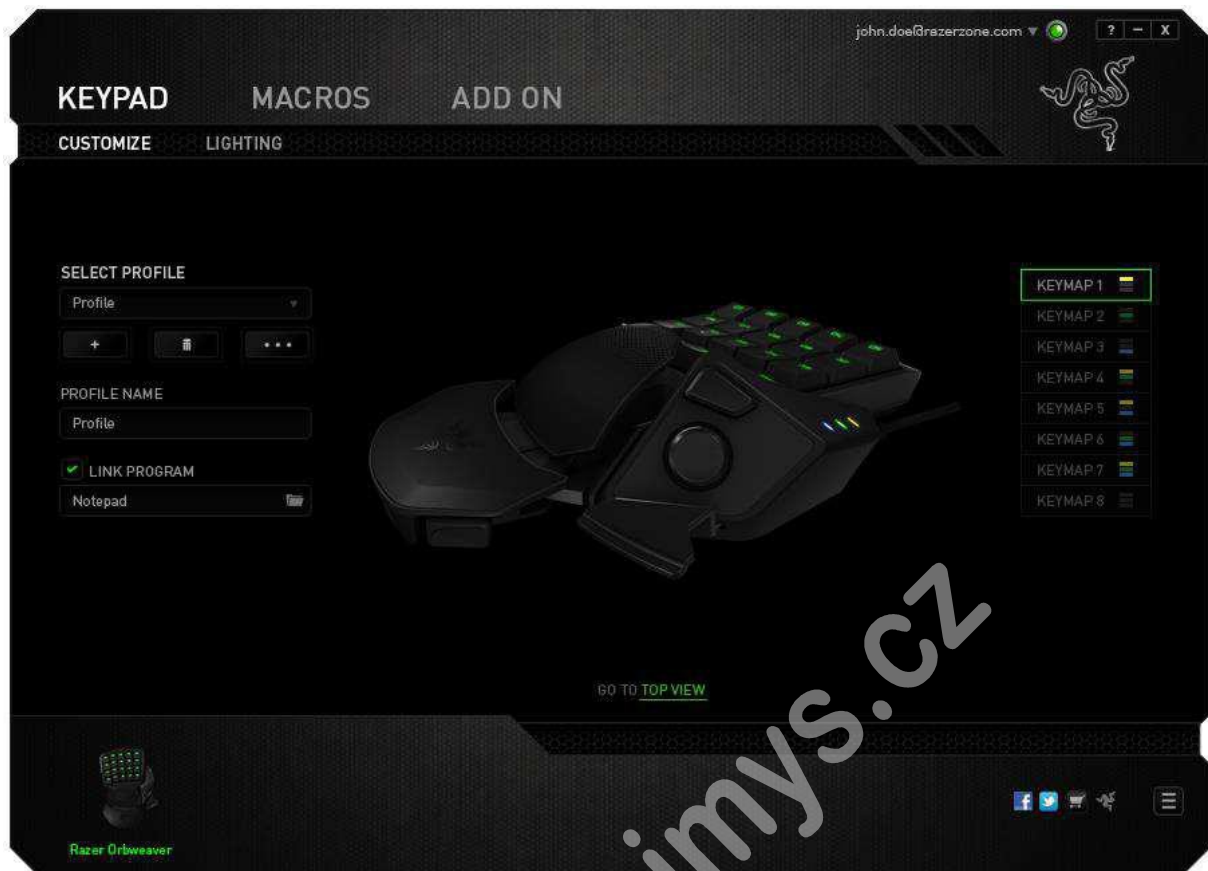 john.doe@razerzone.com
? – X
KEYPAD MACROS ADD ON
CUSTOMIZE LIGHTING
SELECT PROFILE
Profile
+
PROFILE NAME
Profile
LINK PROGRAM
Notepad
KEYMAP 1
KEYMAP 2
KEYMAP 3
KEYMAP 4
KEYMAP 5
KEYMAP 6
KEYMAP 7
KEYMAP 8
GO TO TOP VIEW
Razer Orbweaver
imys.cz